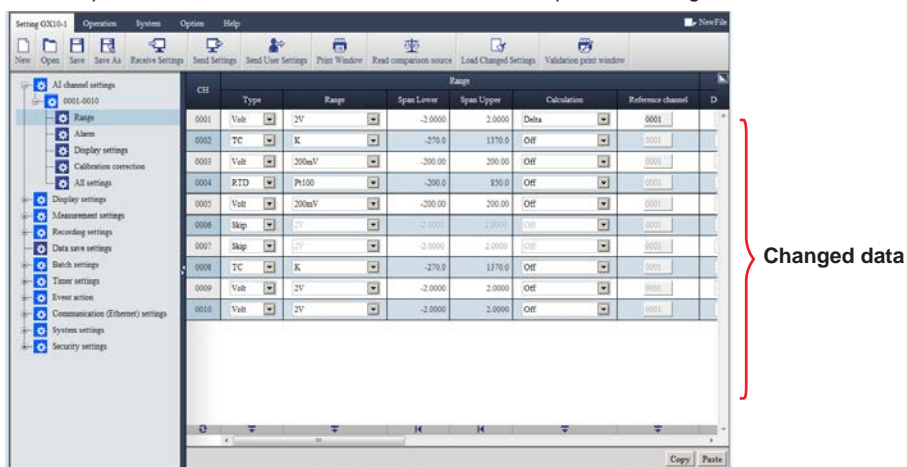 Setting GX10-1 Operation System Option Help NewFile
New Open Save Save As Receive Settings Send Settings Send User Settings Print Window Read comparison source Load Changed Settings Validation print window
AI channel settings
0001-0010
Range
Alarm
Display settings
Calibration correction
All settings
Display settings
Measurement settings
Recording settings
Data save settings
Batch settings
Timer settings
Event action
Communication (Ethernet) settings
System settings
Security settings
CH Range
Type Range Span Lower Span Upper Calculation Reference channel D
0001 Volt 2V -2.0000 2.0000 Delta 0001
0002 TC K -270.0 1370.0 Off 0001
0003 Volt 200mV -200.00 200.00 Off 0001
0004 RTD Pt100 -200.0 850.0 Off 0001
0005 Volt 200mV -200.00 200.00 Off 0001
0006 Skip 2V -2.0000 2.0000 Off 0001
0007 Skip 2V -2.0000 2.0000 Off 0001
0008 TC K -270.0 1370.0 Off 0001
0009 Volt 2V -2.0000 2.0000 Off 0001
0010 Volt 2V -2.0000 2.0000 Off 0001
Changed data
Copy Paste